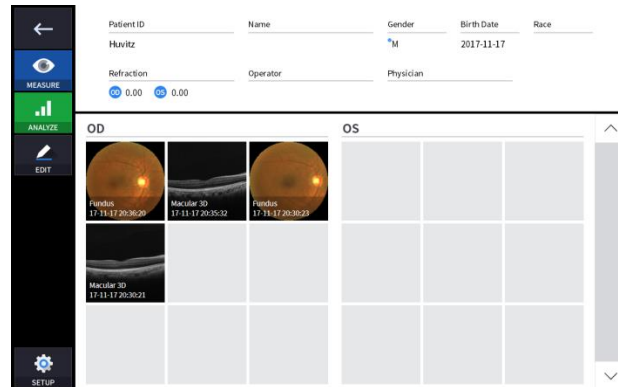 Patient ID Name Gender Birth Date Race
Huvitz *M 2017-11-17
Refraction Operator Physician
OD 0.00 OS 0.00
MEASURE
ANALYZE
EDIT
SETUP
OD
Fundus
17-11-17 20:36:20
Macular 3D
17-11-17 20:35:32
Fundus
17-11-17 20:30:23
Macular 3D
17-11-17 20:30:21
OS